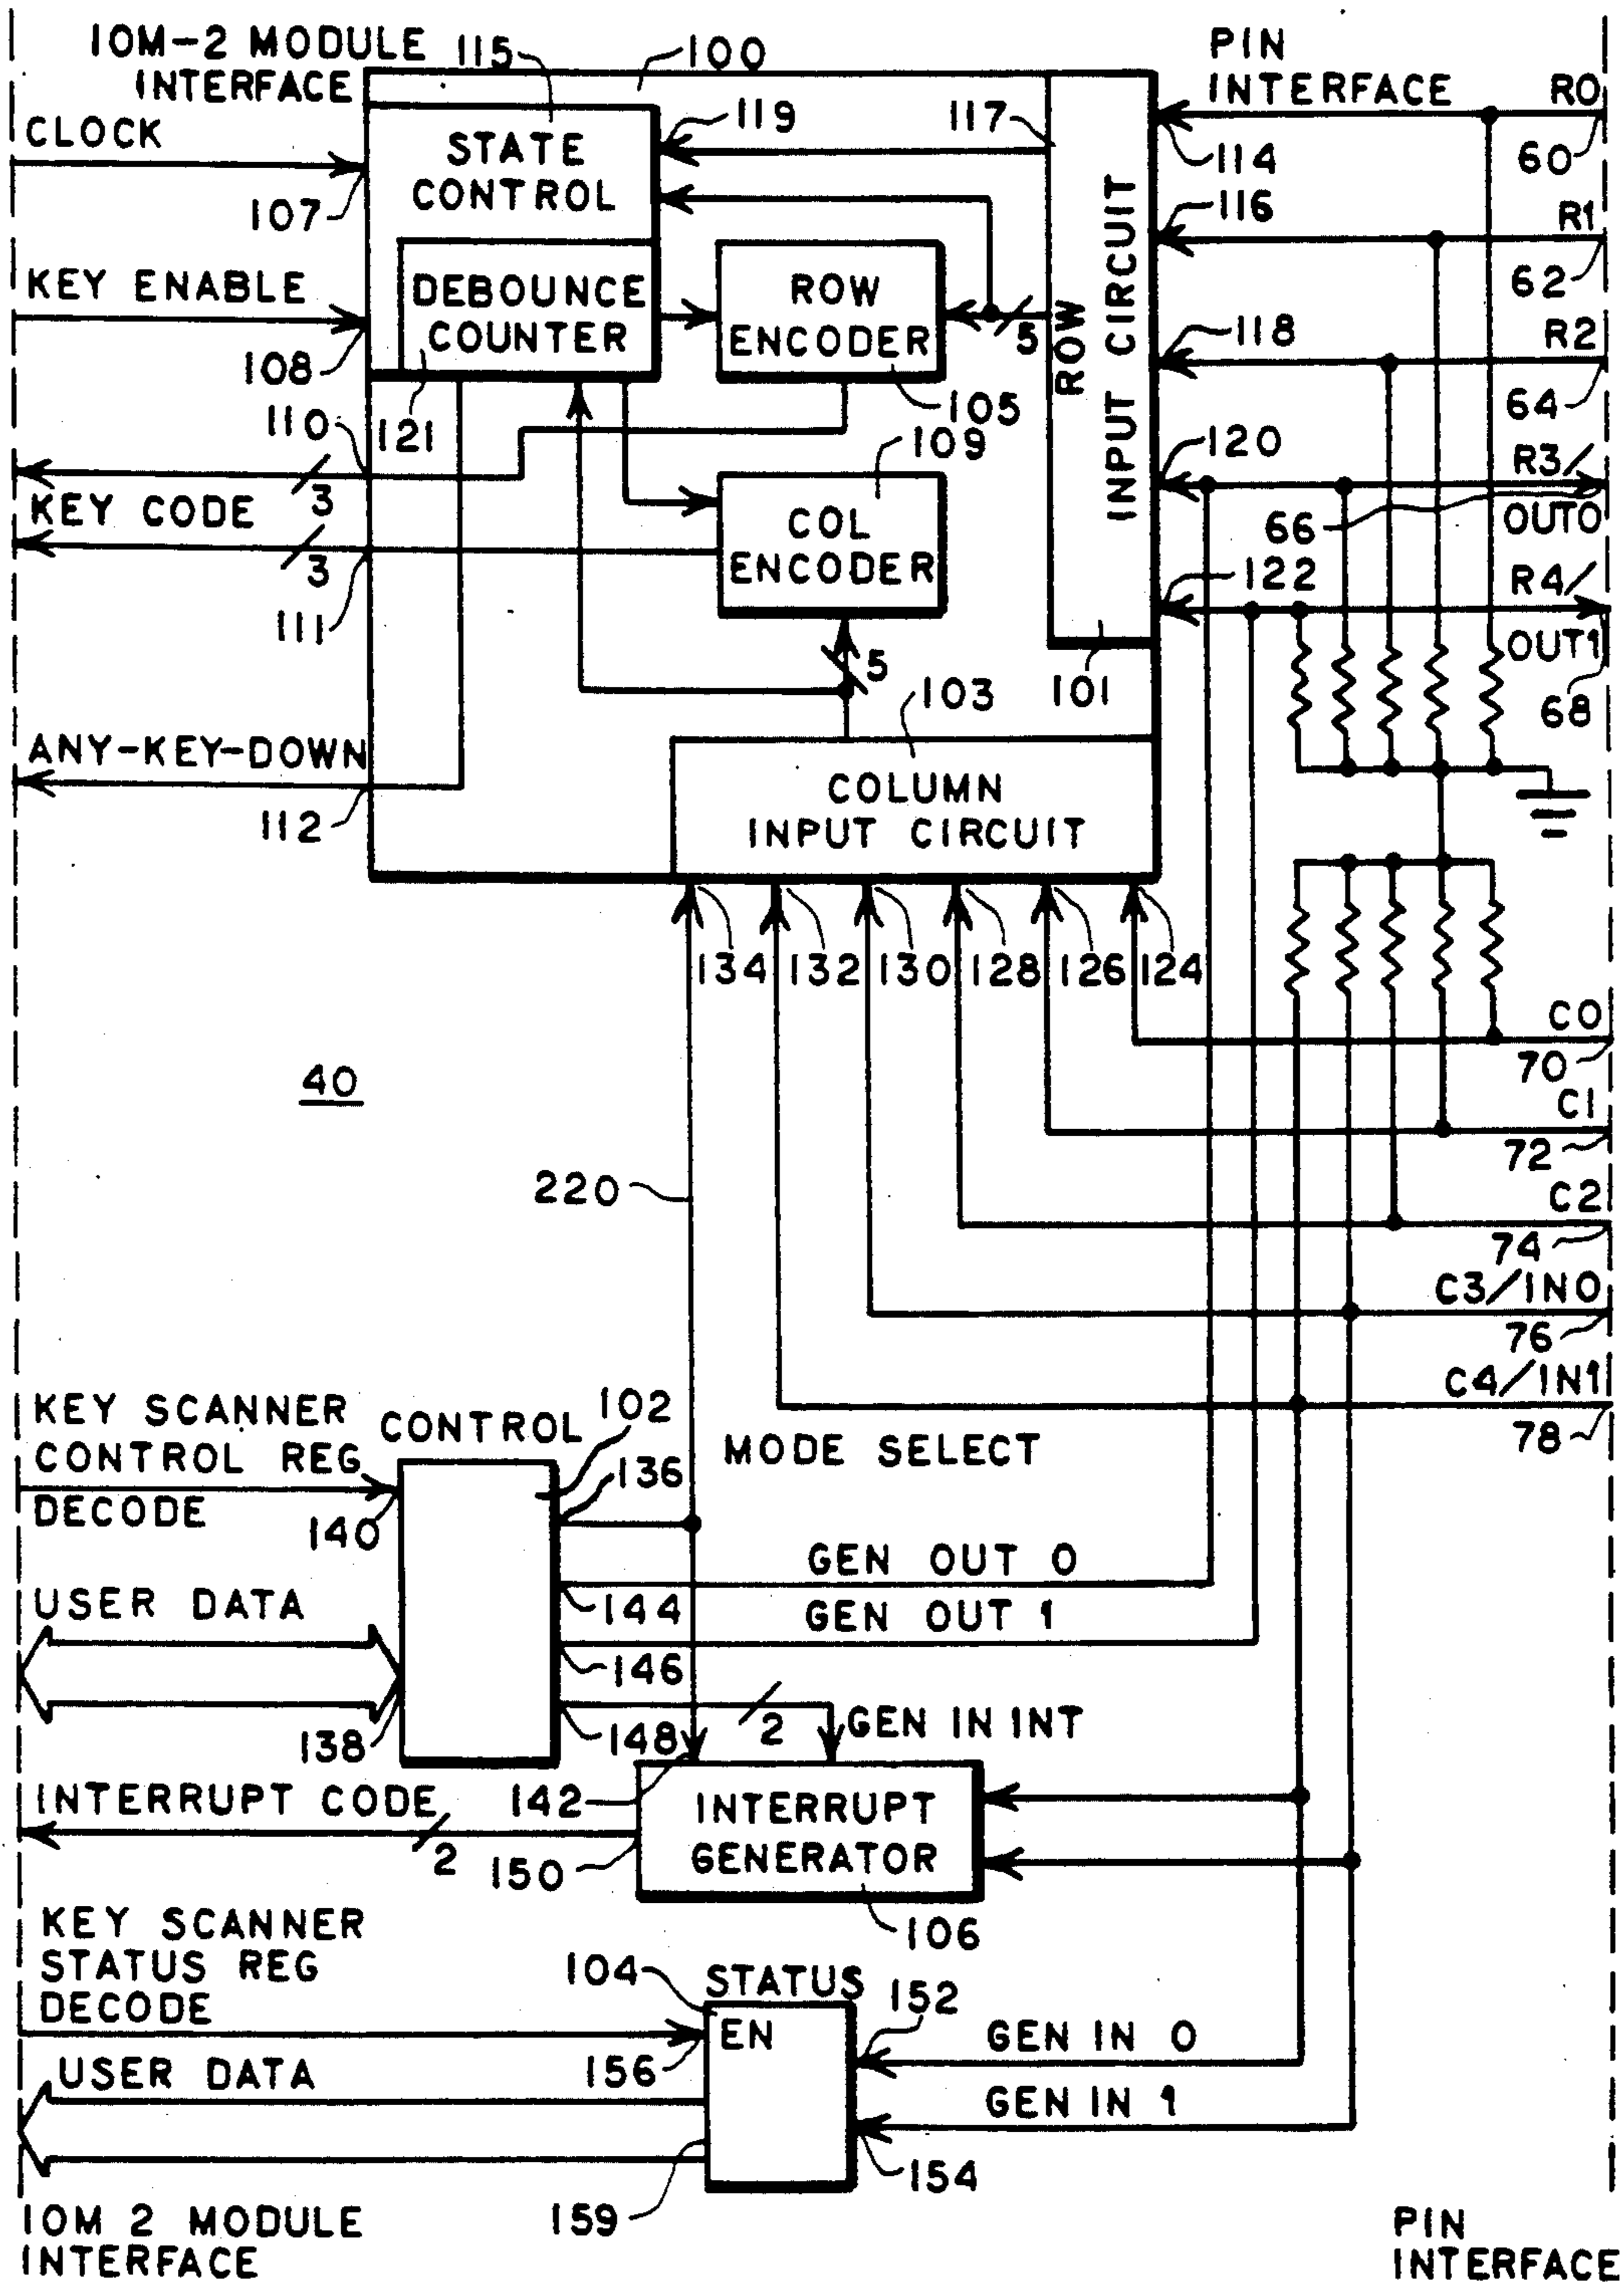 IOM-2 MODULE
INTERFACE
115
100
PIN
INTERFACE
R0
CLOCK
STATE
CONTROL
119
117
114
60
107
116
R1
KEY ENABLE
DEBOUNCE
COUNTER
ROW
ENCODER
5
ROW
INPUT CIRCUIT
62
118
R2
108
105
64
110
121
109
120
R3/
3
KEY CODE
COL
ENCODER
66
OUT0
3
122
R4/
111
5
OUT1
103
101
68
ANY-KEY-DOWN
COLUMN
INPUT CIRCUIT
112
134
132
130
128
126
124
C0
40
70
C1
72
220
C2
74
C3/IN0
76
C4/IN1
KEY SCANNER
CONTROL REG
DECODE
CONTROL
102
136
MODE SELECT
78
140
GEN OUT 0
USER DATA
144
GEN OUT 1
146
2
GEN IN INT
138
148
INTERRUPT CODE
142
INTERRUPT
GENERATOR
2
150
106
KEY SCANNER
STATUS REG
DECODE
104
STATUS
152
EN
GEN IN 0
156
USER DATA
GEN IN 1
154
159
IOM 2 MODULE
INTERFACE
PIN
INTERFACE